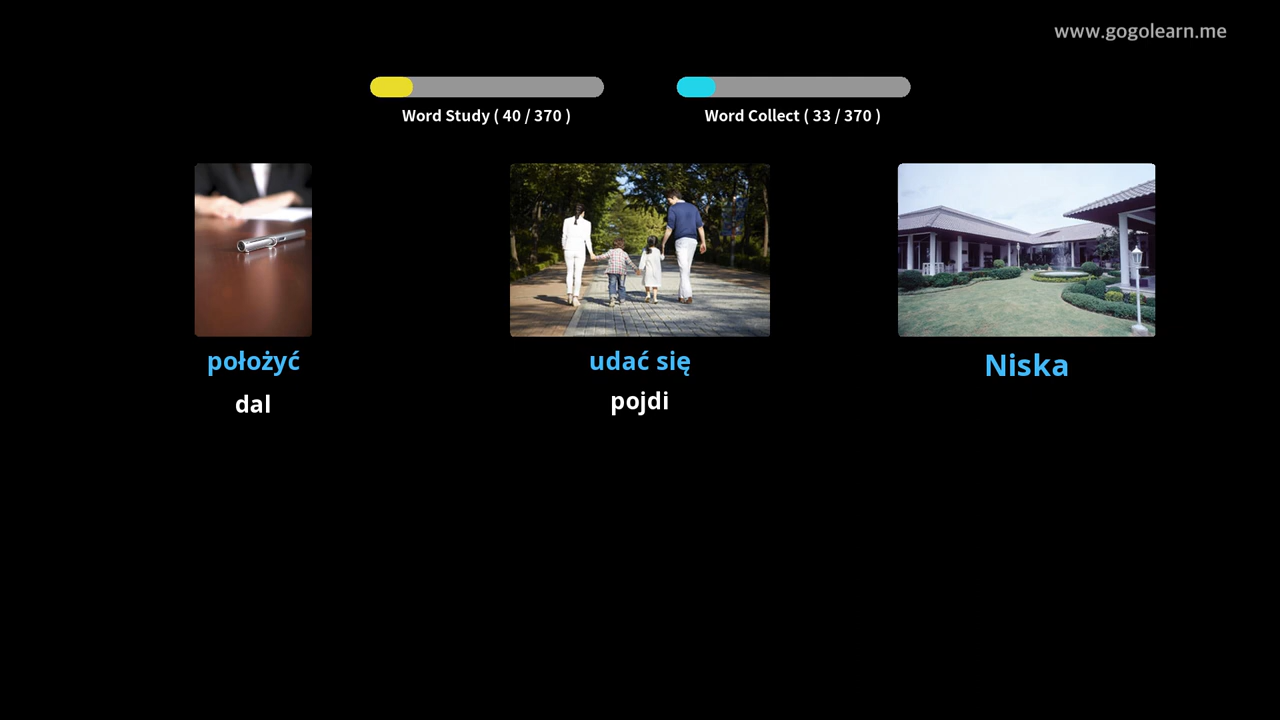 www.gogolearn.me
Word Study ( 40 / 370 )
Word Collect ( 33 / 370 )
położyć
udać się
Niska
dal
pojdi